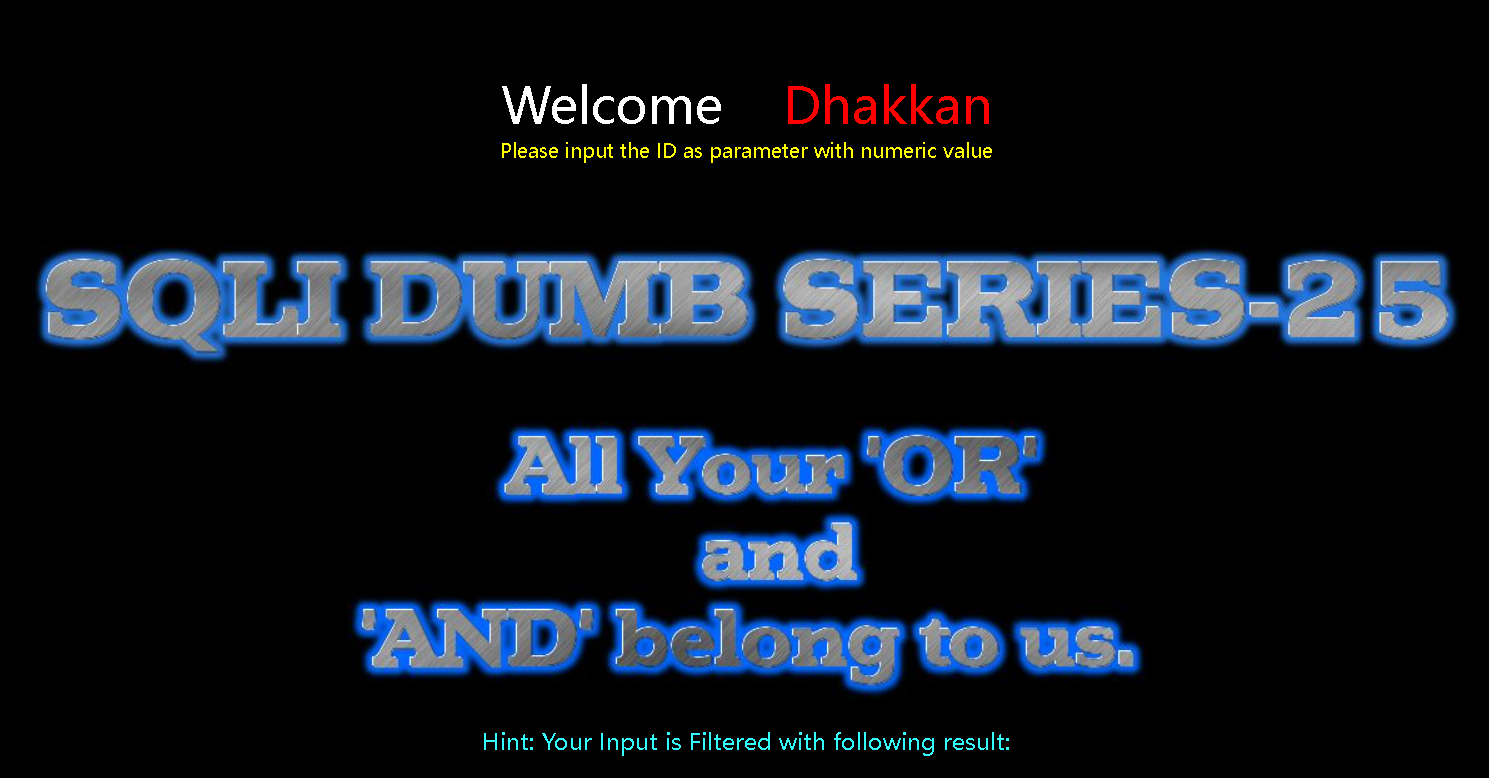 Welcome Dhakkan
Please input the ID as parameter with numeric value
SQLI DUMB SERIES-25
All Your 'OR'
and
'AND' belong to us.
Hint: Your Input is Filtered with following result: